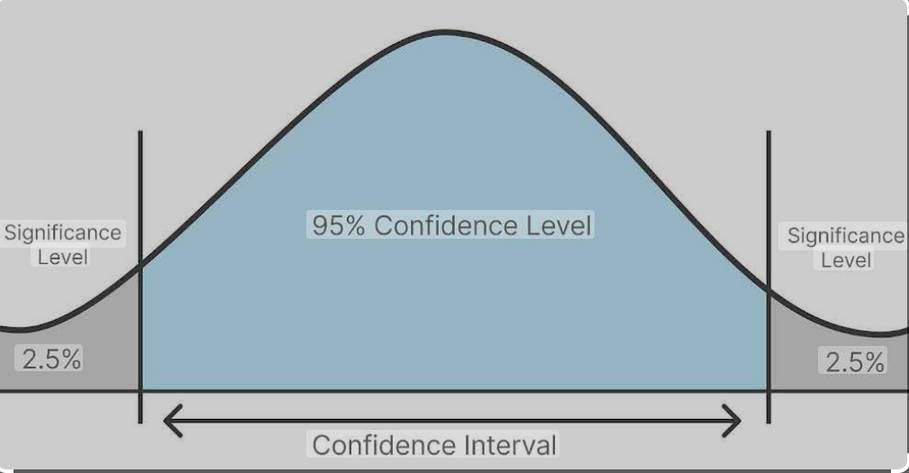 95% Confidence Level
Significance
Level
Significance
Level
2.5%
2.5%
Confidence Interval